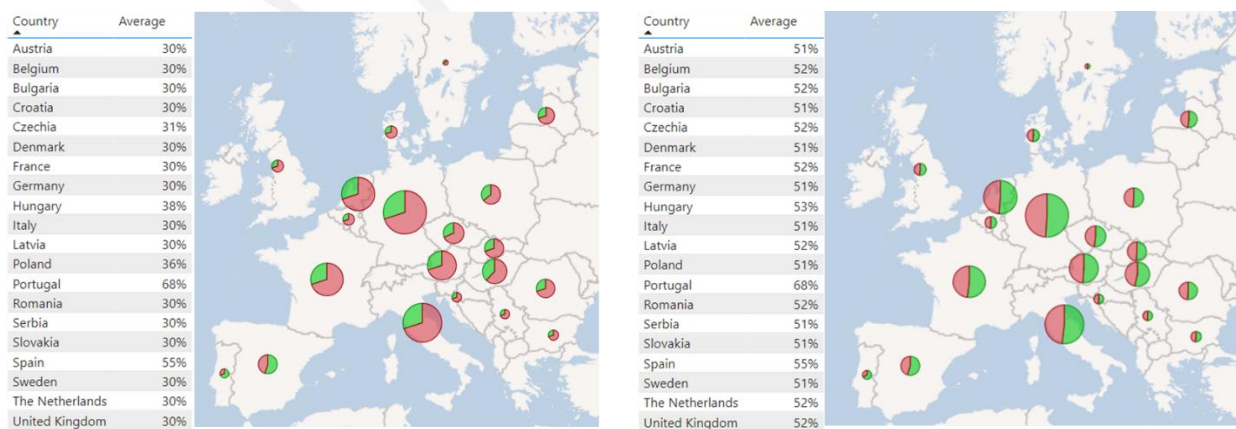 Country Average
Austria 30%
Belgium 30%
Bulgaria 30%
Croatia 30%
Czechia 31%
Denmark 30%
France 30%
Germany 30%
Hungary 38%
Italy 30%
Latvia 30%
Poland 36%
Portugal 68%
Romania 30%
Serbia 30%
Slovakia 30%
Spain 55%
Sweden 30%
The Netherlands 30%
United Kingdom 30%
Country Average
Austria 51%
Belgium 52%
Bulgaria 52%
Croatia 51%
Czechia 52%
Denmark 51%
France 52%
Germany 51%
Hungary 53%
Italy 51%
Latvia 52%
Poland 51%
Portugal 68%
Romania 52%
Serbia 51%
Slovakia 51%
Spain 55%
Sweden 51%
The Netherlands 52%
United Kingdom 52%